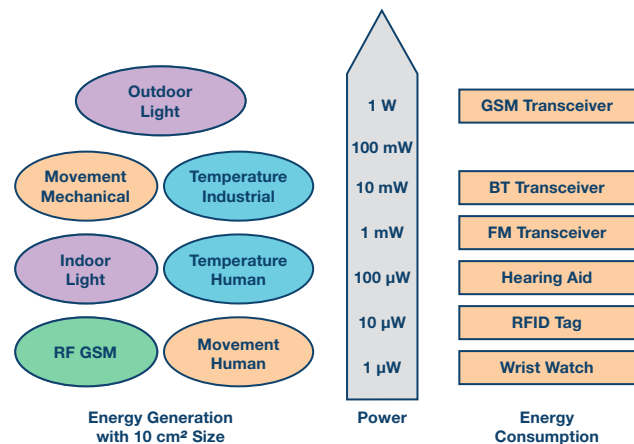 Outdoor
Light
1 W
GSM Transceiver
100 mW
Movement
Mechanical
Temperature
Industrial
10 mW
BT Transceiver
1 mW
FM Transceiver
Indoor
Light
Temperature
Human
100 µW
Hearing Aid
10 µW
RFID Tag
RF GSM
Movement
Human
1 µW
Wrist Watch
Energy Generation
with 10 cm² Size
Power
Energy
Consumption